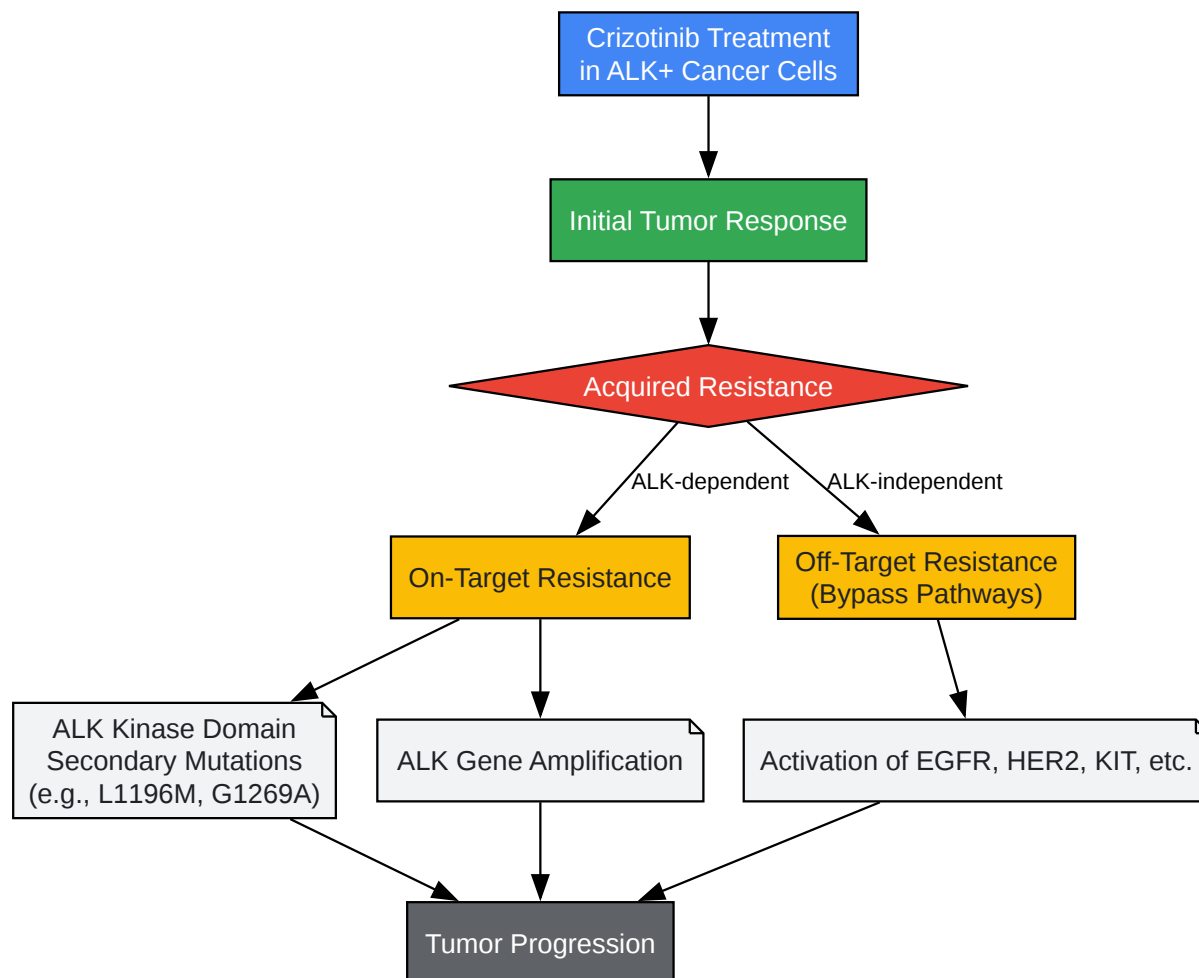 Crizotinib Treatment
in ALK+ Cancer Cells
Initial Tumor Response
Acquired Resistance
ALK-dependent
ALK-independent
On-Target Resistance
Off-Target Resistance
(Bypass Pathways)
ALK Kinase Domain
Secondary Mutations
(e.g., L1196M, G1269A)
ALK Gene Amplification
Activation of EGFR, HER2, KIT, etc.
Tumor Progression